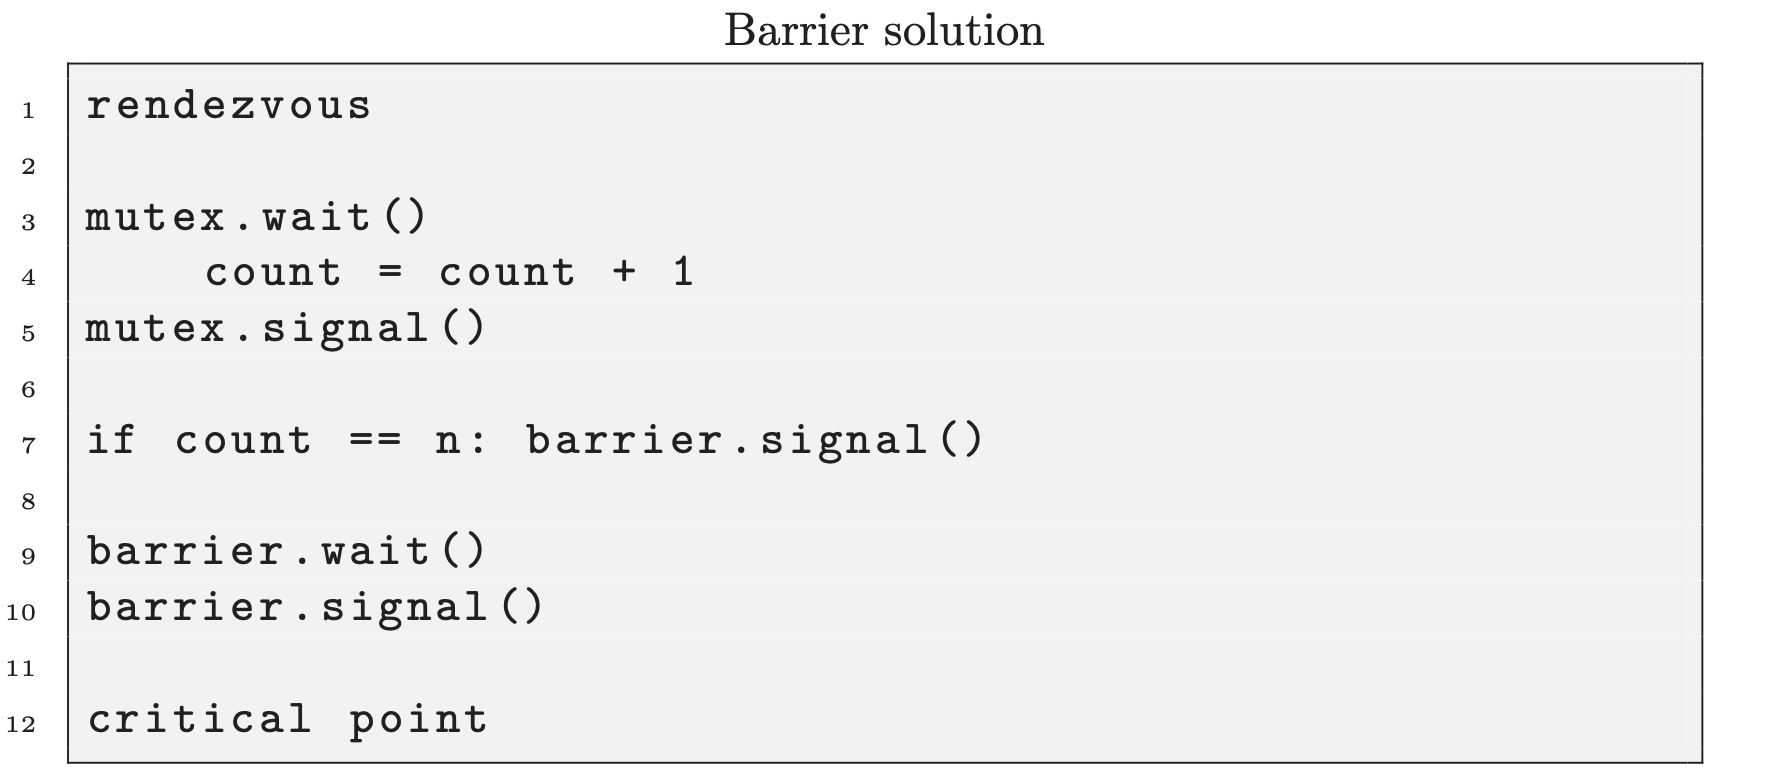 Barrier solution
1 rendezvous
2
3 mutex.wait()
4     count = count + 1
5 mutex.signal()
6
7 if count == n: barrier.signal()
8
9 barrier.wait()
10 barrier.signal()
11
12 critical point